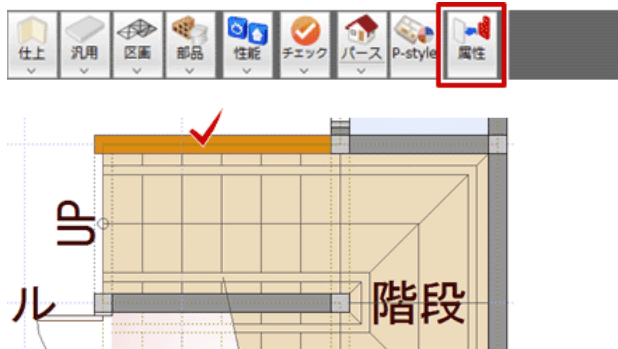 仕上 汎用 区画 部品 性能 チェック パース P-style 属性
UP
ル 階段